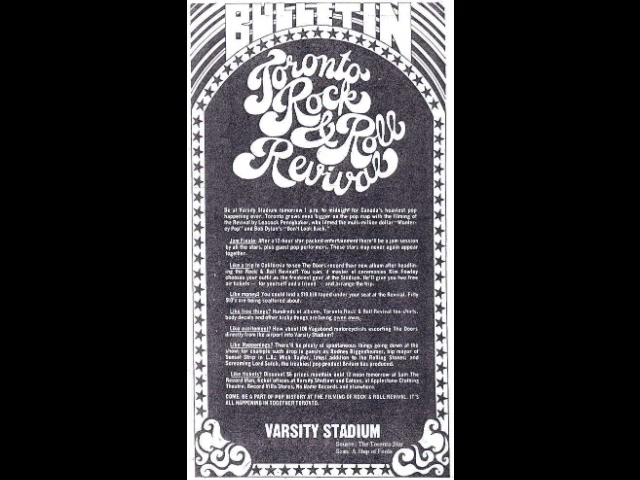 BULLETIN
Toronto
Rock
& Roll
Revival
Be at Varsity Stadium tomorrow 1 p.m. to midnight for Canada's heaviest pop
happening ever. Toronto grows even bigger on the pop map with the filming of
the Revival by Leacock Pennybaker, who filmed the multi-million dollar "Monter-
ey Pop" and Bob Dylan's "Don't Look Back."
Jam Finale: After a 12-hour star-packed entertainment there'll be a jam session
by all the stars, plus guest pop performers. These stars may never again appear
together.
Like a trip to California to see The Doors record their new album after headlin-
ing the Rock & Roll Revival? You can, if master of ceremonies Kim Fowley
chooses your outfit as the freakiest gear at the Stadium. He'll give you two free
air tickets — for yourself and a friend — and arrange the trip.
Like money? You could find a $10 bill taped under your seat at the Revival. Fifty
$10's are being scattered about.
Like free things? Hundreds of albums, Toronto Rock & Roll Revival tee-shirts,
body decals and other kicky things are being given away.
Like excitement? How about 100 Vagabond motorcyclists escorting The Doors
directly from the airport into Varsity Stadium?
Like Happenings? There'll be plenty of spontaneous things going down at the
show, for example such drop in guests as Rodney Biggenheimer, hip mayor of
Sunset Strip in L.A.; Mick Taylor, latest addition to the Rolling Stones; and
Screaming Lord Sutch, the freakiest pop product Britain has produced.
Like tickets? Discount $6 prices maintain until 12 noon tomorrow at Sam The
Record Man, ticket offices at Varsity Stadium and Eatons, at Applestone Clothing
Theatre, Record Villa Stores, No Name Records and elsewhere.
COME, BE A PART OF POP HISTORY AT THE FILMING OF ROCK & ROLL REVIVAL. IT'S
ALL HAPPENING IN TOGETHER TORONTO.
VARSITY STADIUM
Source: The Toronto Star
Scan: A Ship of Fools